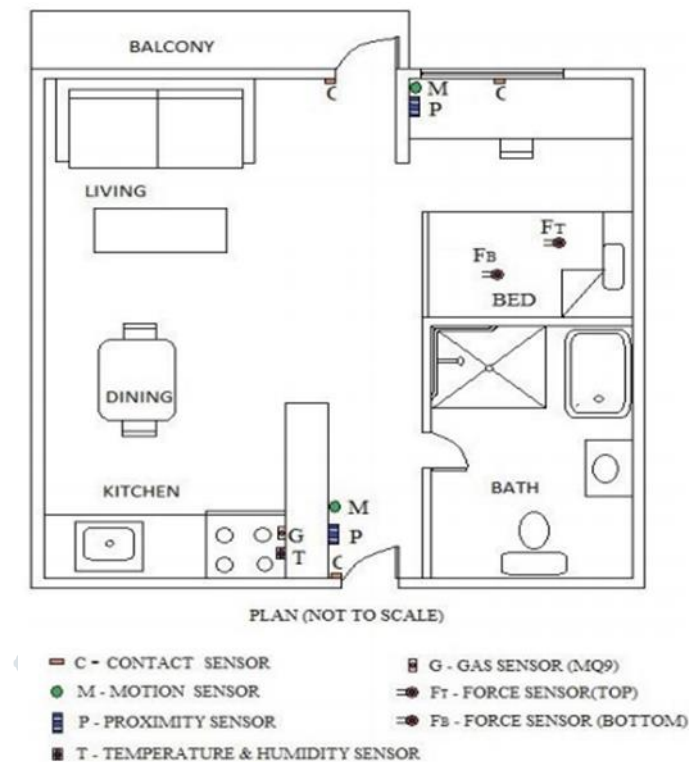 BALCONY
C
M
C
P
LIVING
FT
FB
BED
DINING
KITCHEN
BATH
M
G
P
T
C
PLAN (NOT TO SCALE)
C - CONTACT SENSOR
G - GAS SENSOR (MQ9)
M - MOTION SENSOR
FT - FORCE SENSOR(TOP)
P - PROXIMITY SENSOR
FB - FORCE SENSOR (BOTTOM)
T - TEMPERATURE & HUMIDITY SENSOR